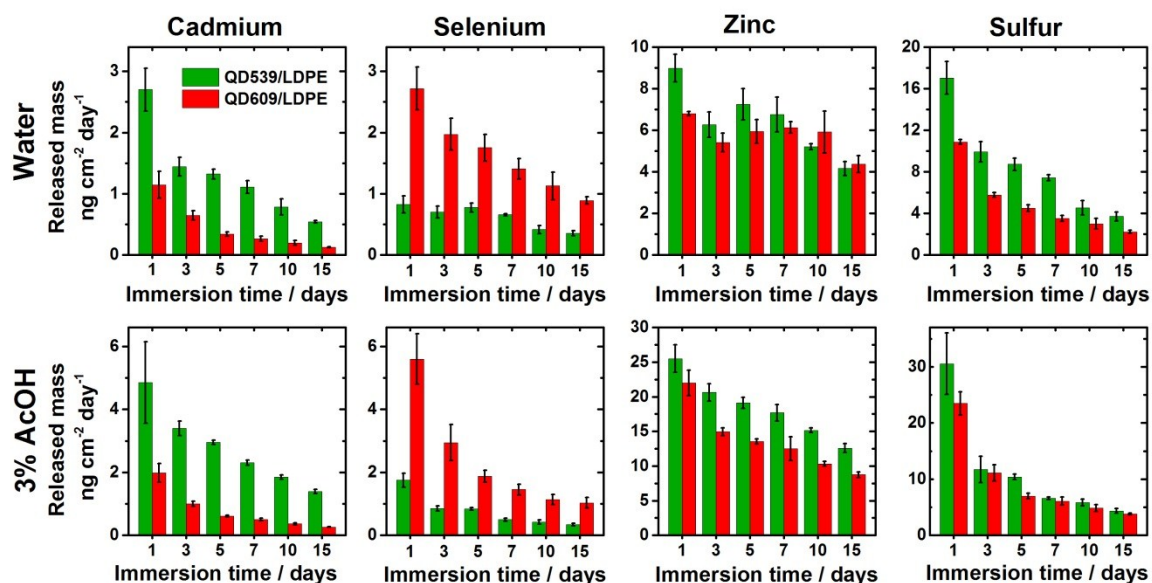 Cadmium
Selenium
Zinc
Sulfur
Water
Released mass
ng cm⁻² day⁻¹
3
2
1
0
QD539/LDPE
QD609/LDPE
1 3 5 7 10 15
Immersion time / days
3
2
1
0
1 3 5 7 10 15
Immersion time / days
10
8
6
4
2
0
1 3 5 7 10 15
Immersion time / days
20
16
12
8
4
0
1 3 5 7 10 15
Immersion time / days
3% AcOH
Released mass
ng cm⁻² day⁻¹
6
4
2
0
1 3 5 7 10 15
Immersion time / days
6
4
2
0
1 3 5 7 10 15
Immersion time / days
30
25
20
15
10
5
0
1 3 5 7 10 15
Immersion time / days
30
20
10
0
1 3 5 7 10 15
Immersion time / days